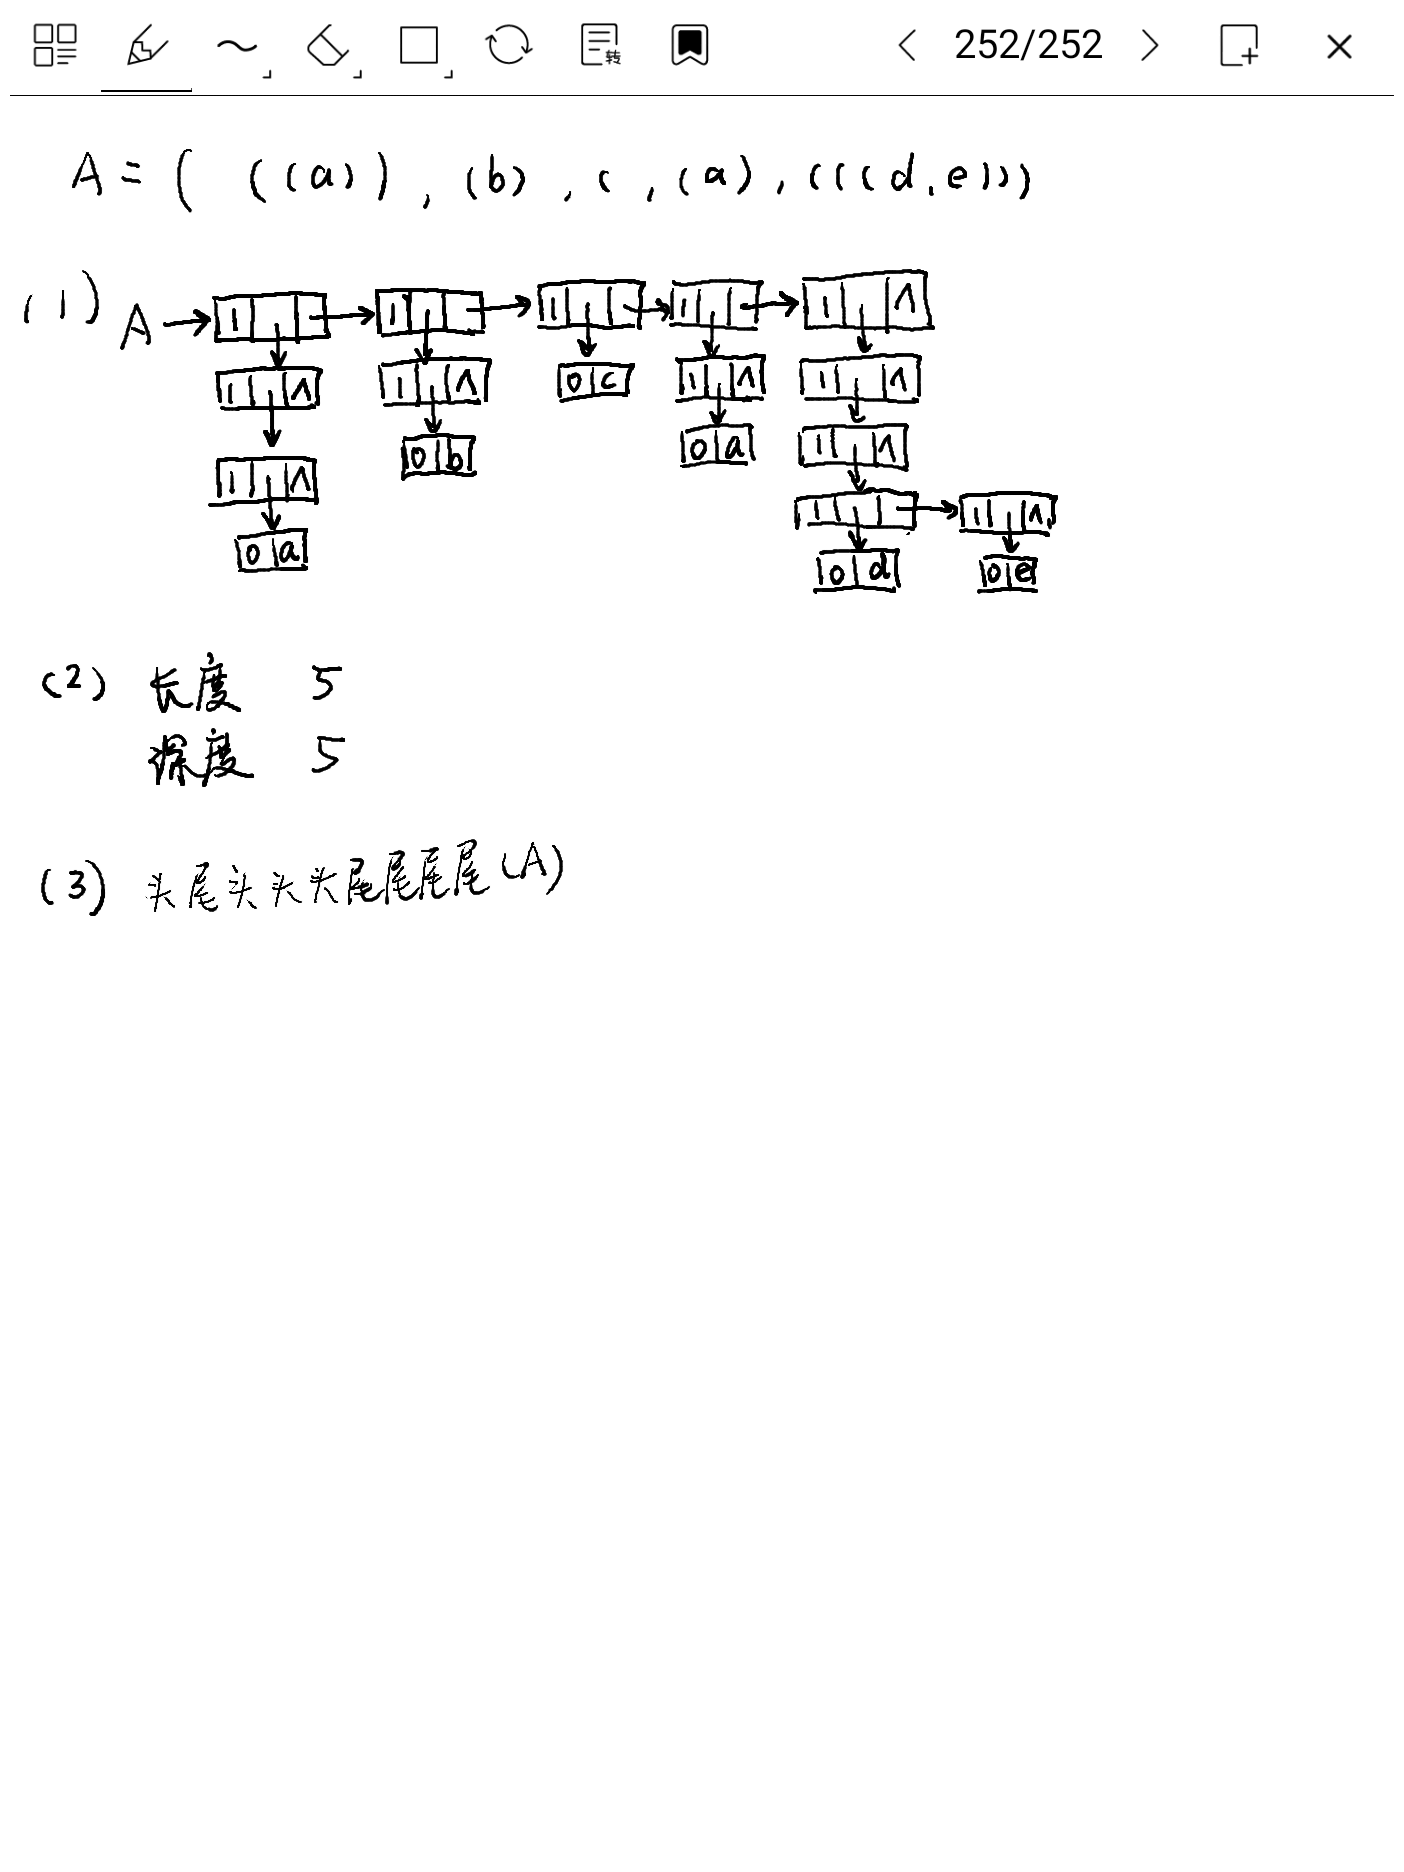 转 252/252
A = ( ((a)) , (b) , c , (a) , (((d,e)))
(1) A → 1 → 1 → 1 → 1 → 1 ∧
1 ∧ 1 ∧ 0 c 1 ∧ 1 ∧
1 ∧ 0 b 0 a 1 ∧
0 a 1 → 1 ∧
0 d 0 e
(2) 长度 5
深度 5
(3) 头尾头头头尾尾尾尾(A)